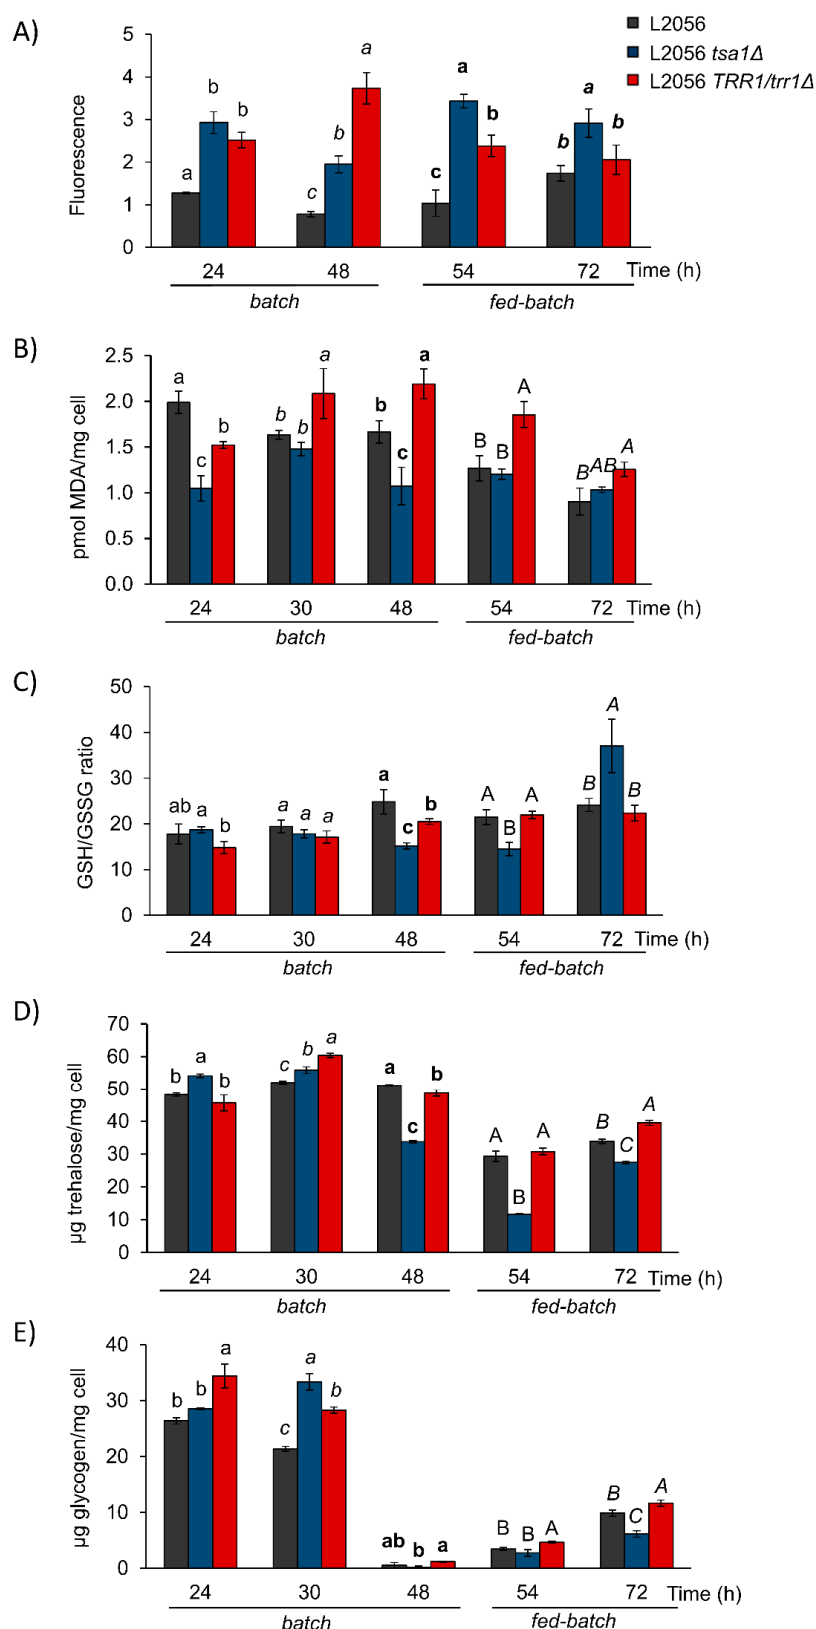 L2056
L2056 tsa1Δ
L2056 TRR1/trr1Δ
A)
Fluorescence
5
4
3
2
1
0
a b b
c b a
c a b
b a b
24 48 54 72 Time (h)
batch fed-batch
B)
pmol MDA/mg cell
2.5
2.0
1.5
1.0
0.5
0.0
a c b
b b a
b c a
B B A
B AB A
24 30 48 54 72 Time (h)
batch fed-batch
C)
GSH/GSSG ratio
50
40
30
20
10
0
ab a b
a a a
a c b
A B A
B A B
24 30 48 54 72 Time (h)
batch fed-batch
D)
µg trehalose/mg cell
70
60
50
40
30
20
10
0
b a b
c b a
a c b
A B A
B C A
24 30 48 54 72 Time (h)
batch fed-batch
E)
µg glycogen/mg cell
40
30
20
10
0
b b a
c a b
ab b a
B B A
B C A
24 30 48 54 72 Time (h)
batch fed-batch